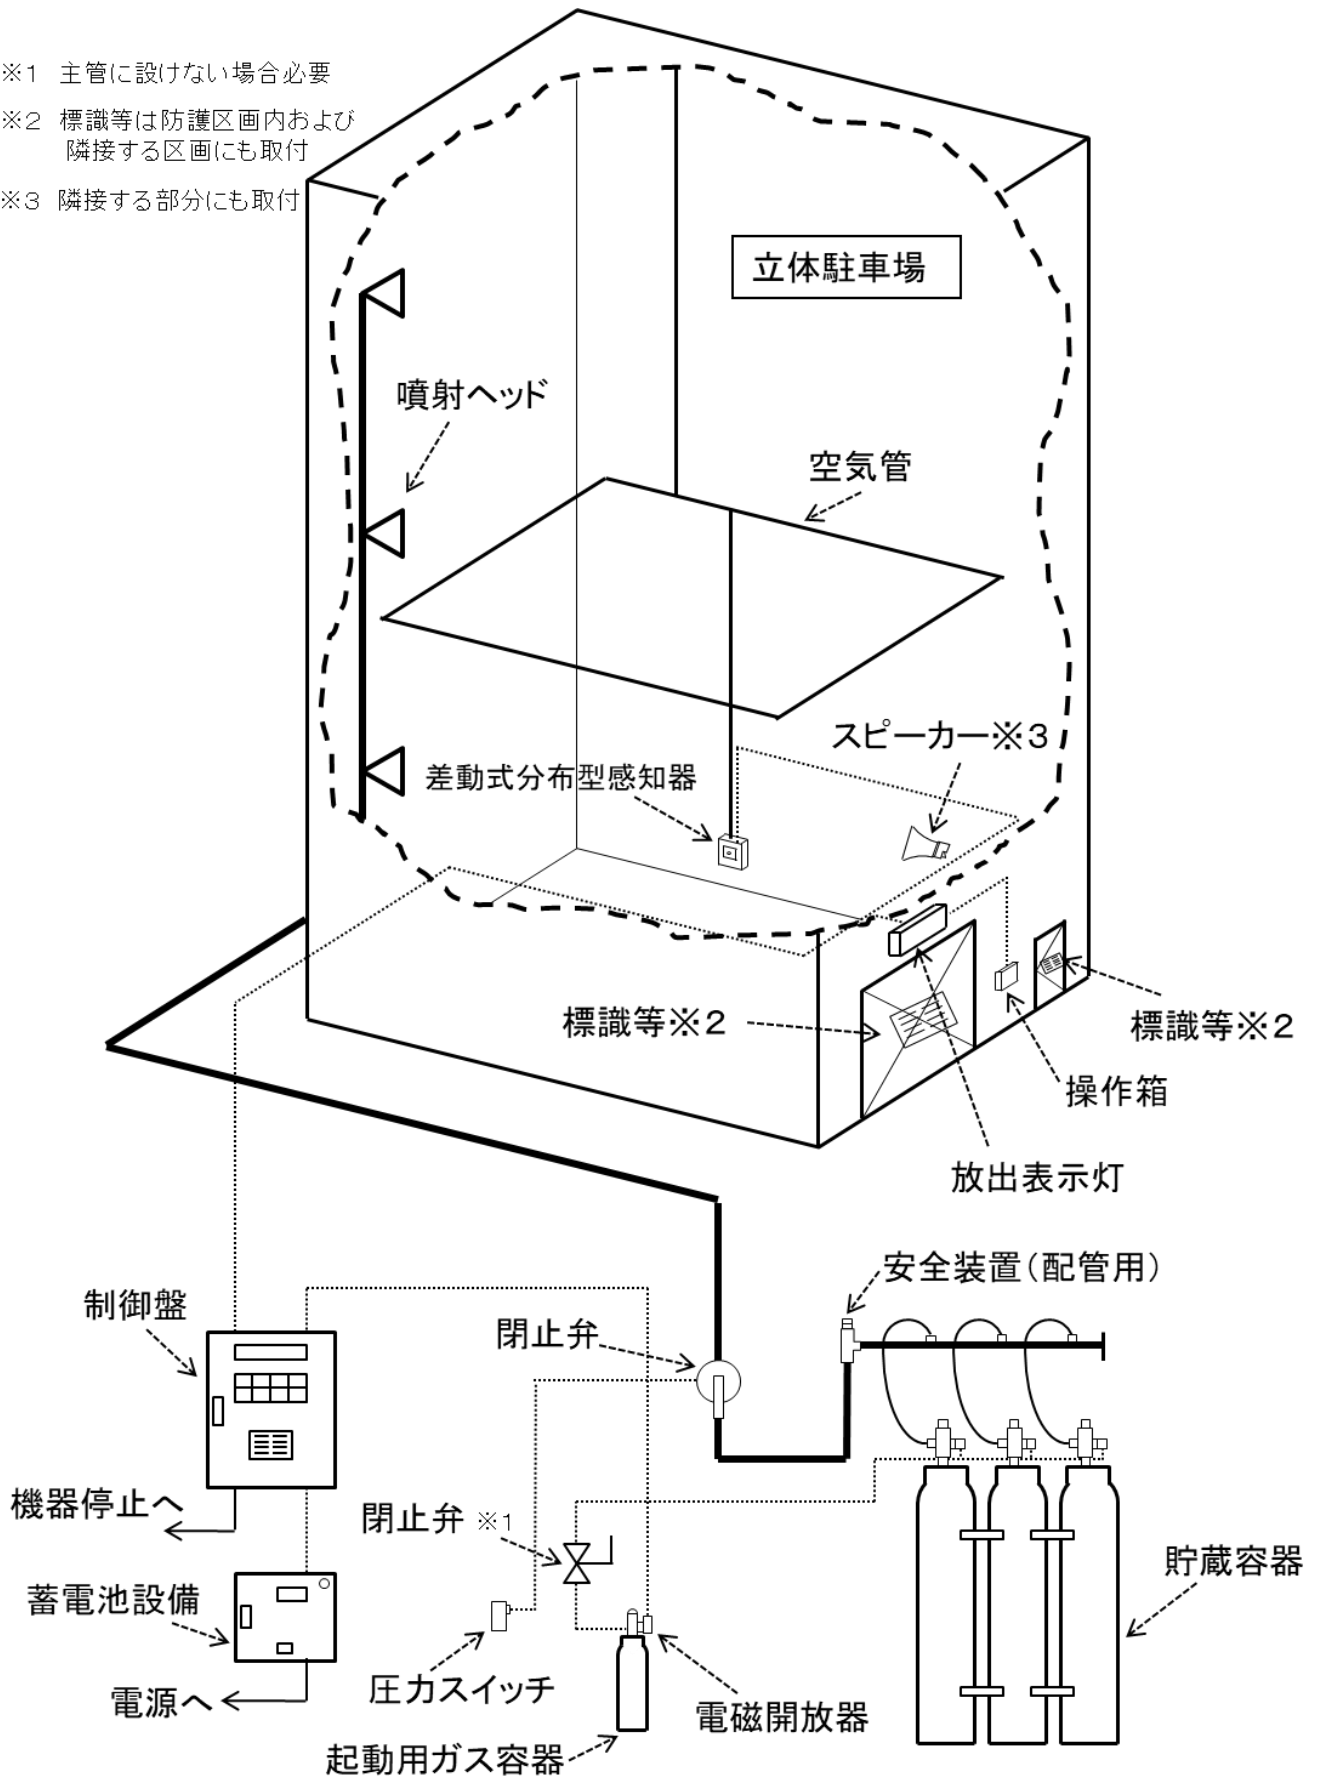 ※1 主管に設けない場合必要
※2 標識等は防護区画内および
隣接する区画にも取付
※3 隣接する部分にも取付
立体駐車場
噴射ヘッド
空気管
スピーカー※3
差動式分布型感知器
標識等※2
標識等※2
操作箱
放出表示灯
安全装置(配管用)
制御盤
閉止弁
機器停止へ
閉止弁 ※1
貯蔵容器
蓄電池設備
圧力スイッチ
電源へ
電磁開放器
起動用ガス容器